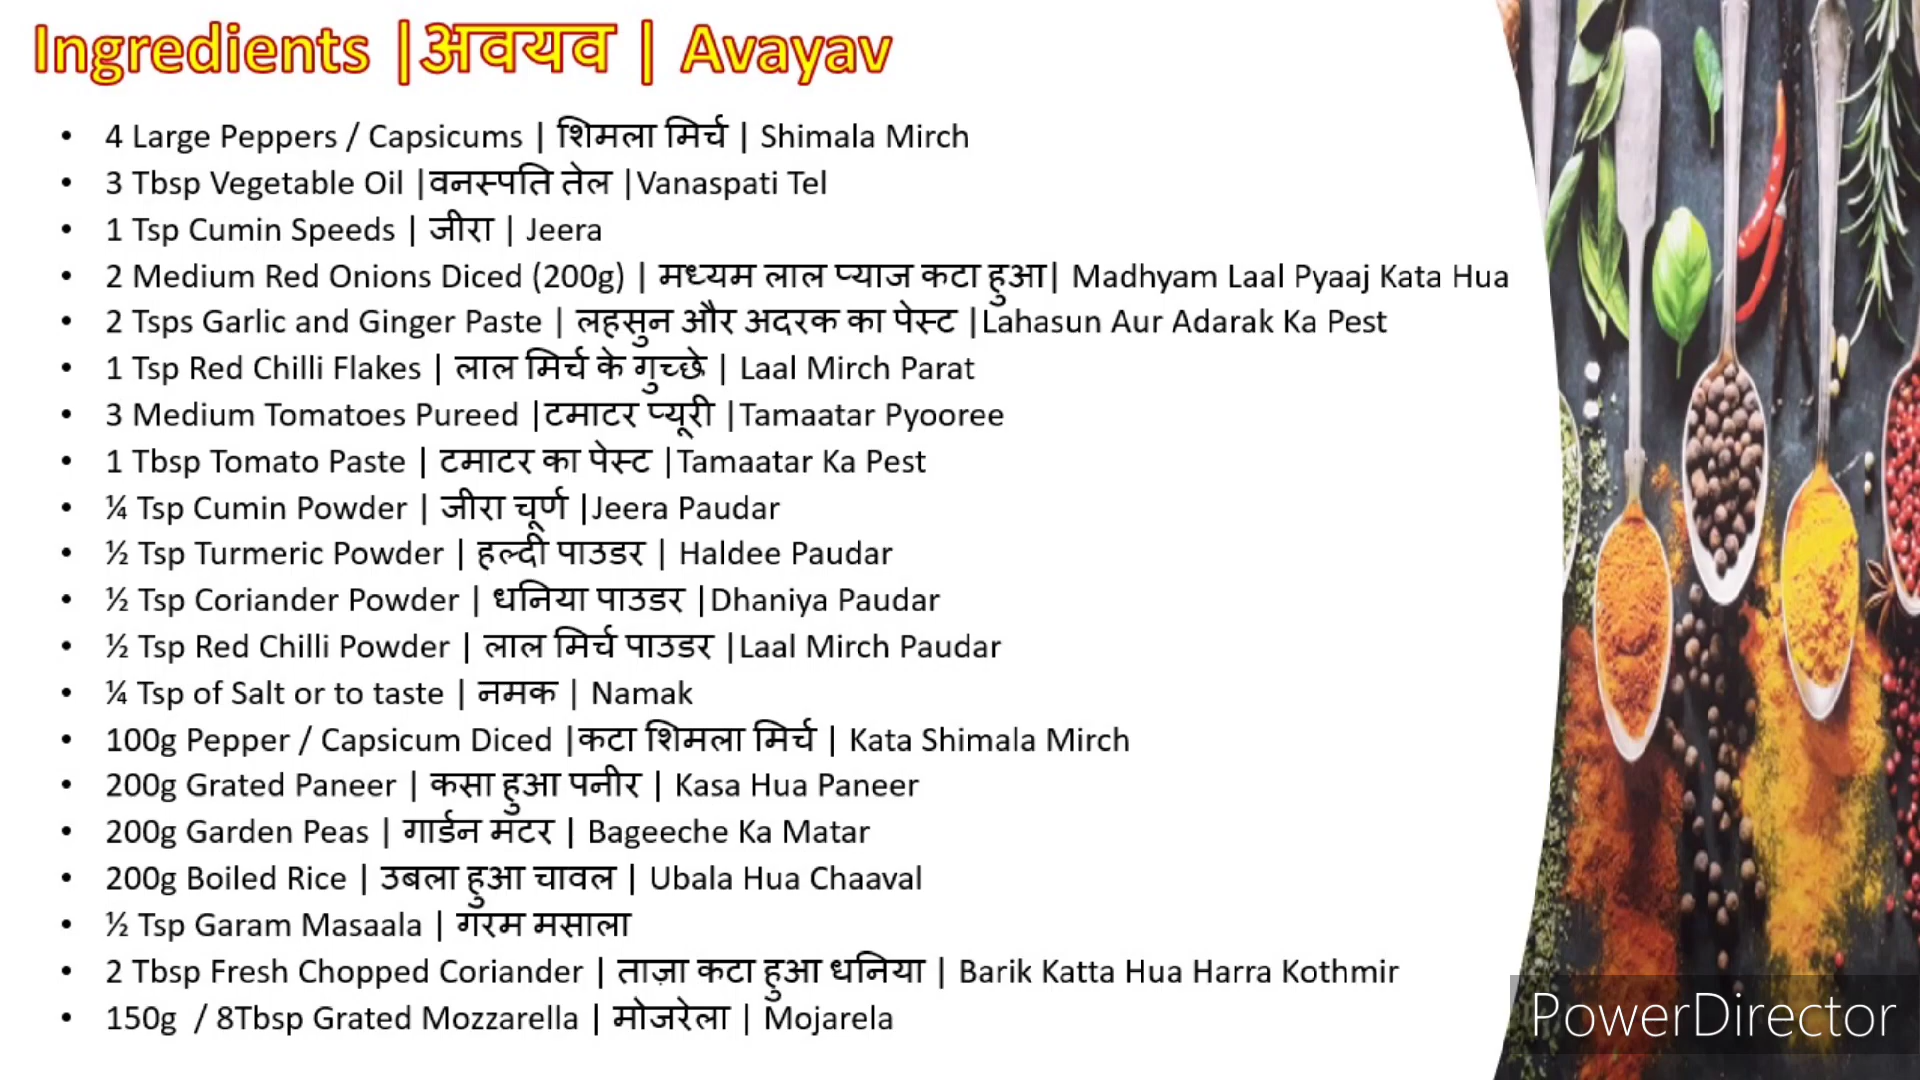 Ingredients |अवयव | Avayav
• 4 Large Peppers / Capsicums | शिमला मिर्च | Shimala Mirch
• 3 Tbsp Vegetable Oil |वनस्पति तेल |Vanaspati Tel
• 1 Tsp Cumin Speeds | जीरा | Jeera
• 2 Medium Red Onions Diced (200g) | मध्यम लाल प्याज कटा हुआ| Madhyam Laal Pyaaj Kata Hua
• 2 Tsps Garlic and Ginger Paste | लहसुन और अदरक का पेस्ट |Lahasun Aur Adarak Ka Pest
• 1 Tsp Red Chilli Flakes | लाल मिर्च के गुच्छे | Laal Mirch Parat
• 3 Medium Tomatoes Pureed |टमाटर प्यूरी |Tamaatar Pyooree
• 1 Tbsp Tomato Paste | टमाटर का पेस्ट |Tamaatar Ka Pest
• ¼ Tsp Cumin Powder | जीरा चूर्ण |Jeera Paudar
• ½ Tsp Turmeric Powder | हल्दी पाउडर | Haldee Paudar
• ½ Tsp Coriander Powder | धनिया पाउडर |Dhaniya Paudar
• ½ Tsp Red Chilli Powder | लाल मिर्च पाउडर |Laal Mirch Paudar
• ¼ Tsp of Salt or to taste | नमक | Namak
• 100g Pepper / Capsicum Diced |कटा शिमला मिर्च | Kata Shimala Mirch
• 200g Grated Paneer | कसा हुआ पनीर | Kasa Hua Paneer
• 200g Garden Peas | गार्डन मटर | Bageeche Ka Matar
• 200g Boiled Rice | उबला हुआ चावल | Ubala Hua Chaaval
• ½ Tsp Garam Masaala | गरम मसाला
• 2 Tbsp Fresh Chopped Coriander | ताज़ा कटा हुआ धनिया | Barik Katta Hua Harra Kothmir
• 150g / 8Tbsp Grated Mozzarella | मोजरेला | Mojarela
PowerDirector